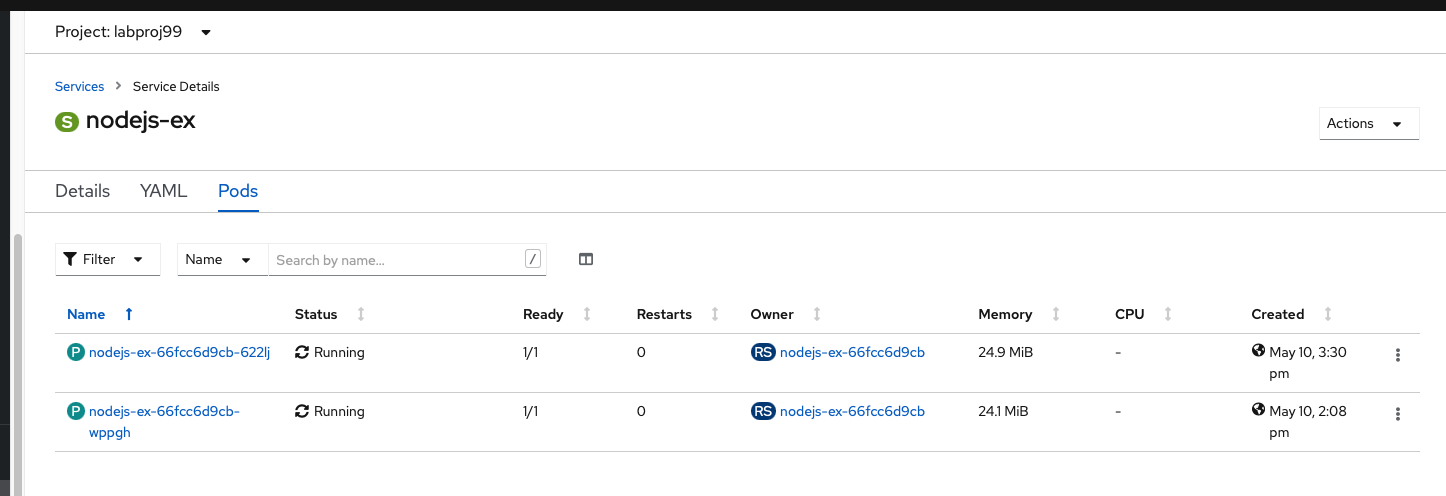 Project: labproj99
Services > Service Details
S nodejs-ex
Actions
Details YAML Pods
Filter Name Search by name... /
Name Status Ready Restarts Owner Memory CPU Created
P nodejs-ex-66fcc6d9cb-622lj Running 1/1 0 RS nodejs-ex-66fcc6d9cb 24.9 MiB - May 10, 3:30
pm
P nodejs-ex-66fcc6d9cb- Running 1/1 0 RS nodejs-ex-66fcc6d9cb 24.1 MiB - May 10, 2:08
wppgh pm